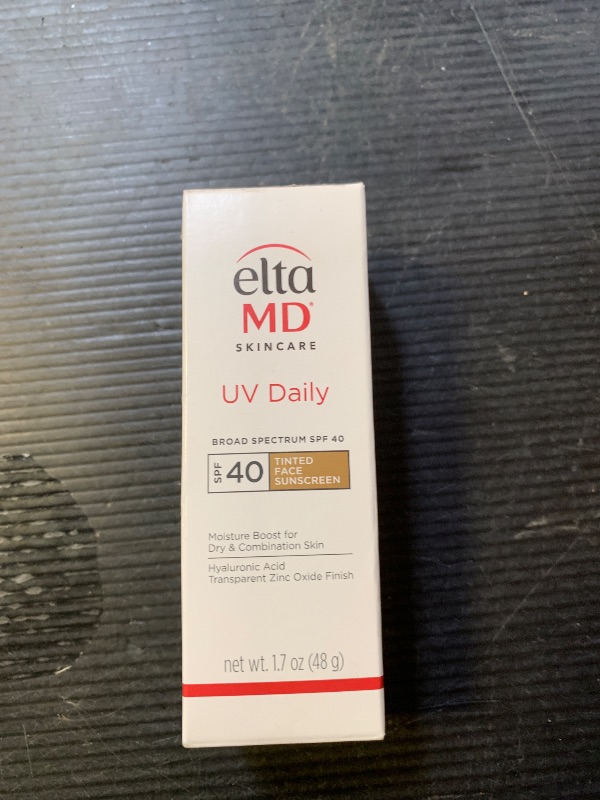 elta
MD®
SKINCARE
UV Daily
BROAD SPECTRUM SPF 40
SPF 40 TINTED
FACE
SUNSCREEN
Moisture Boost for
Dry & Combination Skin
Hyaluronic Acid
Transparent Zinc Oxide Finish
net wt. 1.7 oz (48 g)